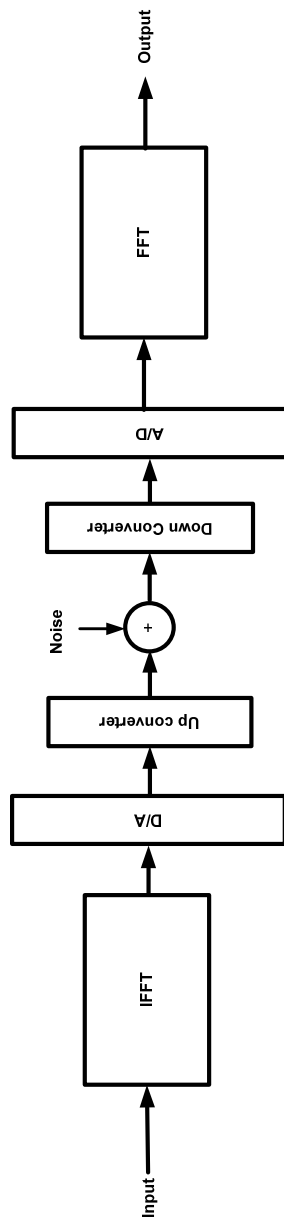 Input
IFFT
D/A
Up converter
Noise
+
Down Converter
A/D
FFT
Output